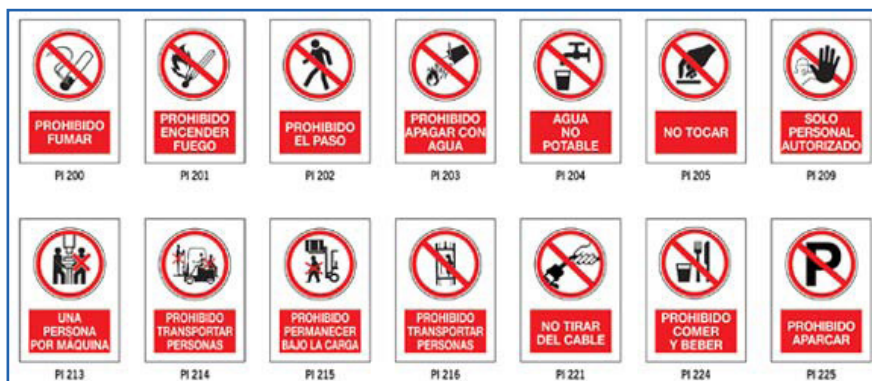 PROHIBIDO
FUMAR
PROHIBIDO
ENCENDER
FUEGO
PROHIBIDO
EL PASO
PROHIBIDO
APAGAR CON
AGUA
AGUA
NO
POTABLE
NO TOCAR
SOLO
PERSONAL
AUTORIZADO
PI 200
PI 201
PI 202
PI 203
PI 204
PI 205
PI 209
P
UNA
PERSONA
POR MÁQUINA
PROHIBIDO
TRANSPORTAR
PERSONAS
PROHIBIDO
PERMANECER
BAJO LA CARGA
PROHIBIDO
TRANSPORTAR
PERSONAS
NO TIRAR
DEL CABLE
PROHIBIDO
COMER
Y BEBER
PROHIBIDO
APARCAR
PI 213
PI 214
PI 215
PI 216
PI 221
PI 224
PI 225